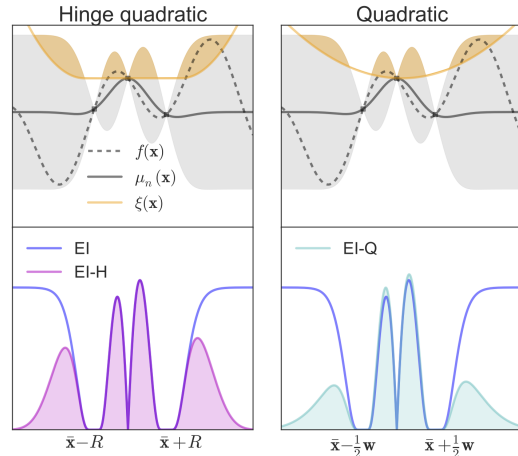 Hinge quadratic
Quadratic
f(x)
μₙ(x)
ξ(x)
EI
EI-H
EI-Q
x̄−R
x̄+R
x̄−½w
x̄+½w